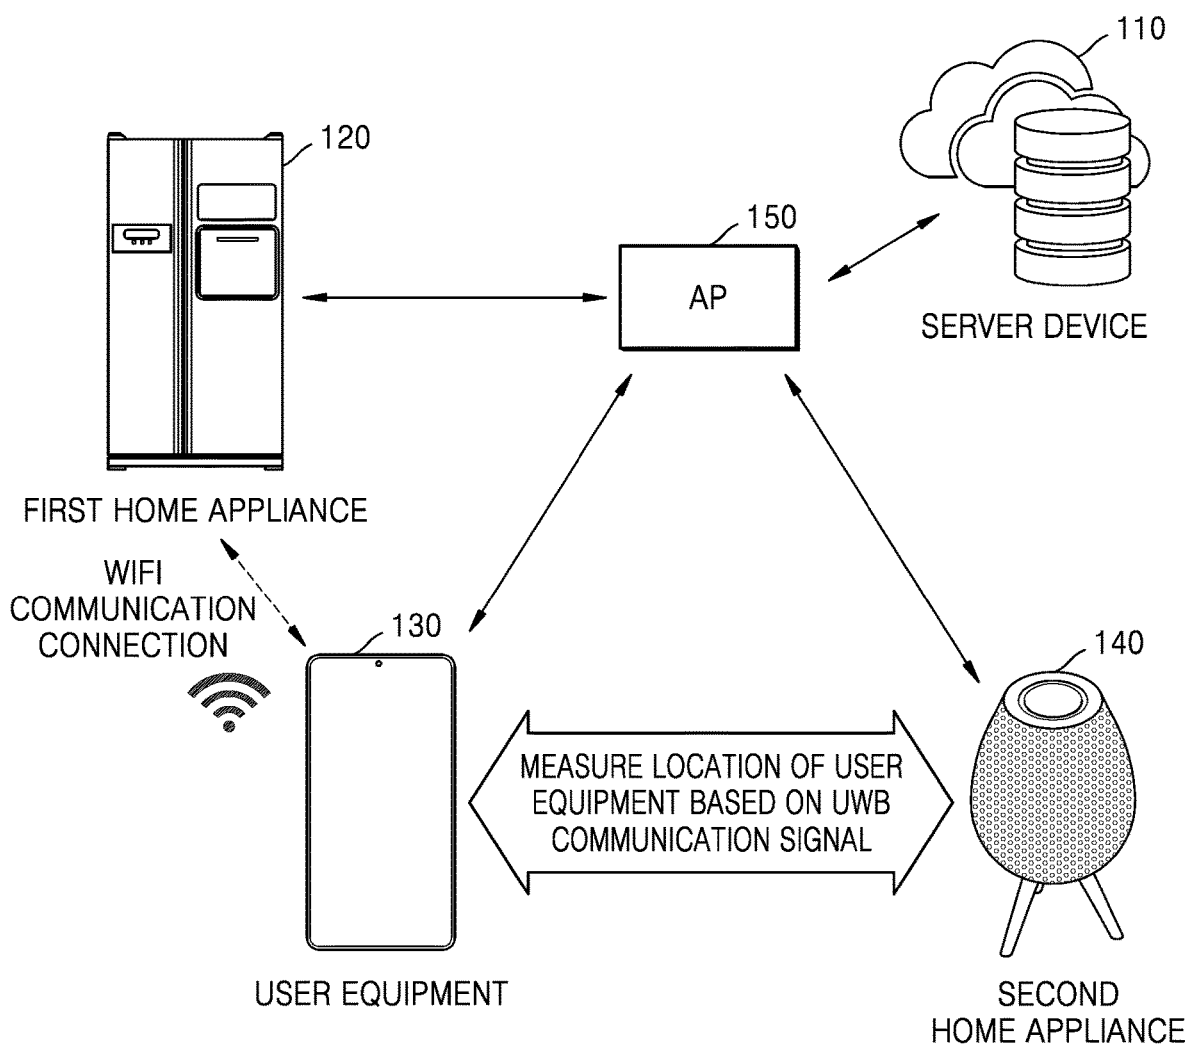 110
120
150
AP
SERVER DEVICE
FIRST HOME APPLIANCE
WIFI
COMMUNICATION
CONNECTION
130
140
MEASURE LOCATION OF USER
EQUIPMENT BASED ON UWB
COMMUNICATION SIGNAL
USER EQUIPMENT
SECOND
HOME APPLIANCE